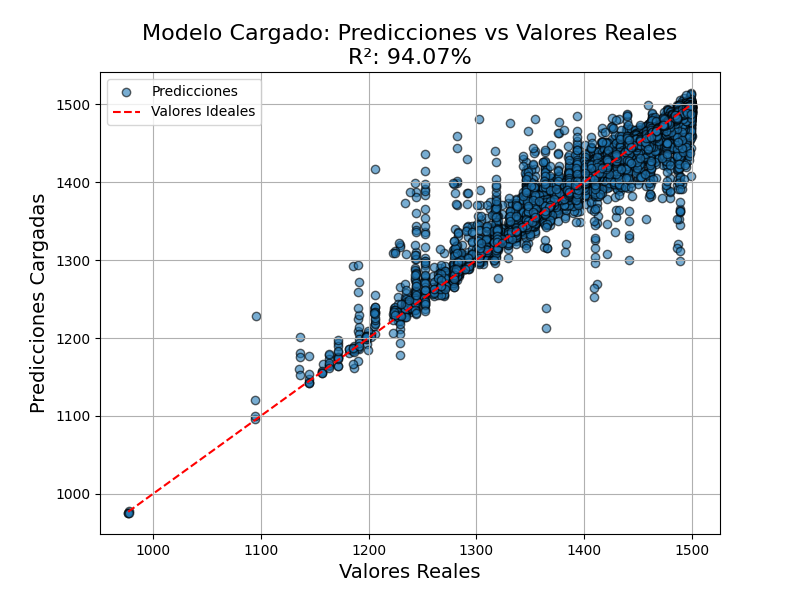 Modelo Cargado: Predicciones vs Valores Reales
R²: 94.07%
Predicciones
Valores Ideales
1500
1400
1300
1200
1100
1000
Predicciones Cargadas
1000 1100 1200 1300 1400 1500
Valores Reales